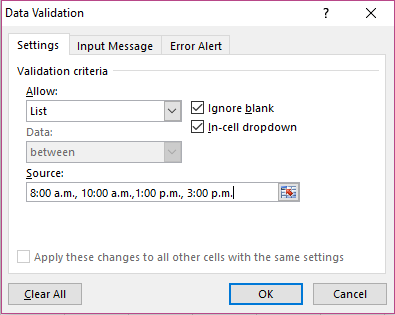 Data Validation
Settings Input Message Error Alert
Validation criteria
Allow:
List
Ignore blank
In-cell dropdown
Data:
between
Source:
8:00 a.m., 10:00 a.m.,1:00 p.m., 3:00 p.m.
Apply these changes to all other cells with the same settings
Clear All OK Cancel